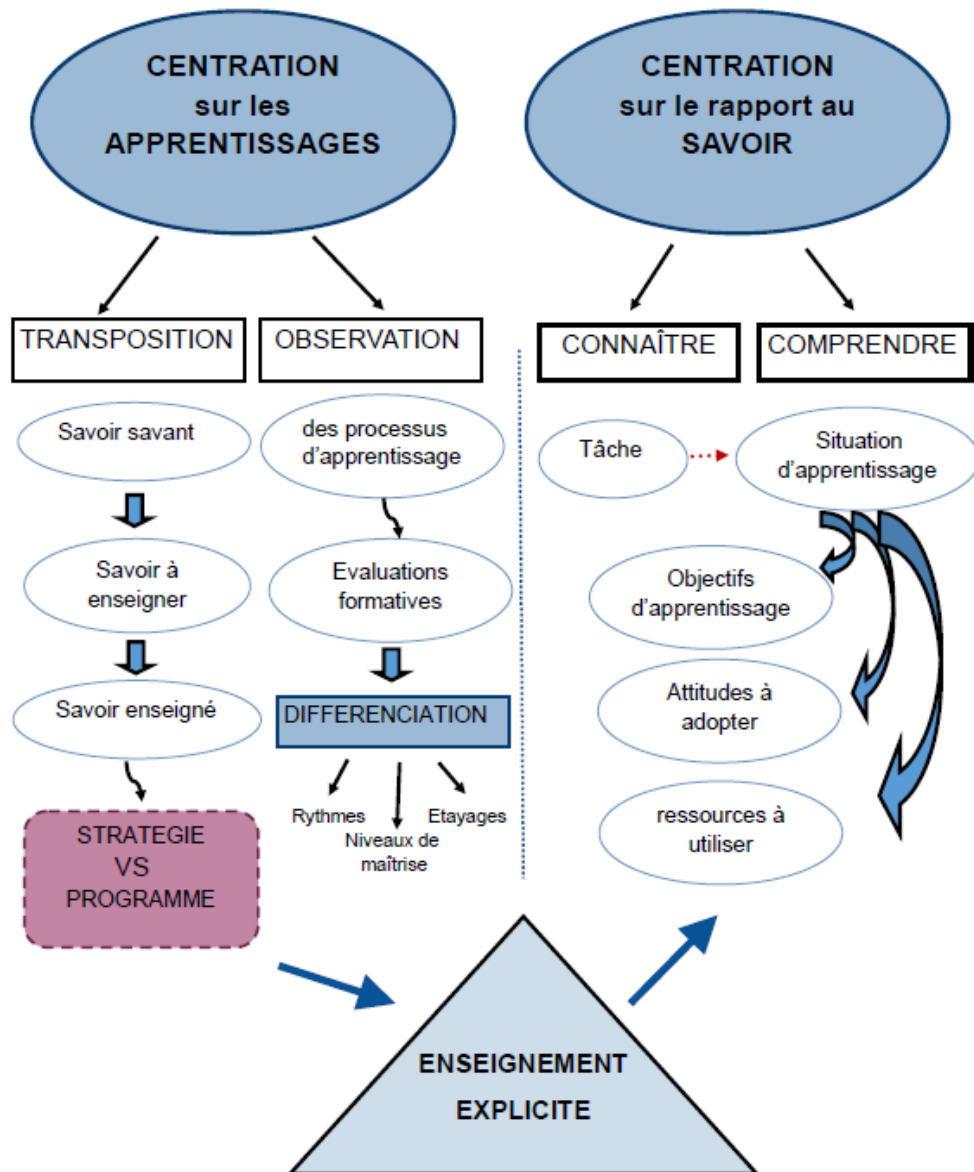 CENTRATION
sur les
APPRENTISSAGES
CENTRATION
sur le rapport au
SAVOIR
TRANSPOSITION
OBSERVATION
CONNAÎTRE
COMPRENDRE
Savoir savant
des processus
d'apprentissage
Tâche
Situation
d'apprentissage
Savoir à
enseigner
Evaluations
formatives
Objectifs
d'apprentissage
Savoir enseigné
DIFFERENCIATION
Attitudes à
adopter
Rythmes
Etayages
Niveaux de
maîtrise
ressources à
utiliser
STRATEGIE
VS
PROGRAMME
ENSEIGNEMENT
EXPLICITE